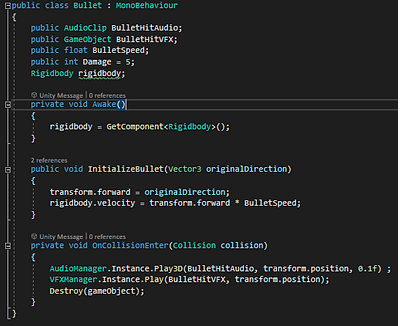 public class Bullet : MonoBehaviour
{
public AudioClip BulletHitAudio;
public GameObject BulletHitVFX;
public float BulletSpeed;
public int Damage = 5;
Rigidbody rigidbody;
Unity Message | 0 references
private void Awake()
{
rigidbody = GetComponent<Rigidbody>();
}
2 references
public void InitializeBullet(Vector3 originalDirection)
{
transform.forward = originalDirection;
rigidbody.velocity = transform.forward * BulletSpeed;
}
Unity Message | 0 references
private void OnCollisionEnter(Collision collision)
{
AudioManager.Instance.Play3D(BulletHitAudio, transform.position, 0.1f) ;
VFXManager.Instance.Play(BulletHitVFX, transform.position);
Destroy(gameObject);
}
}